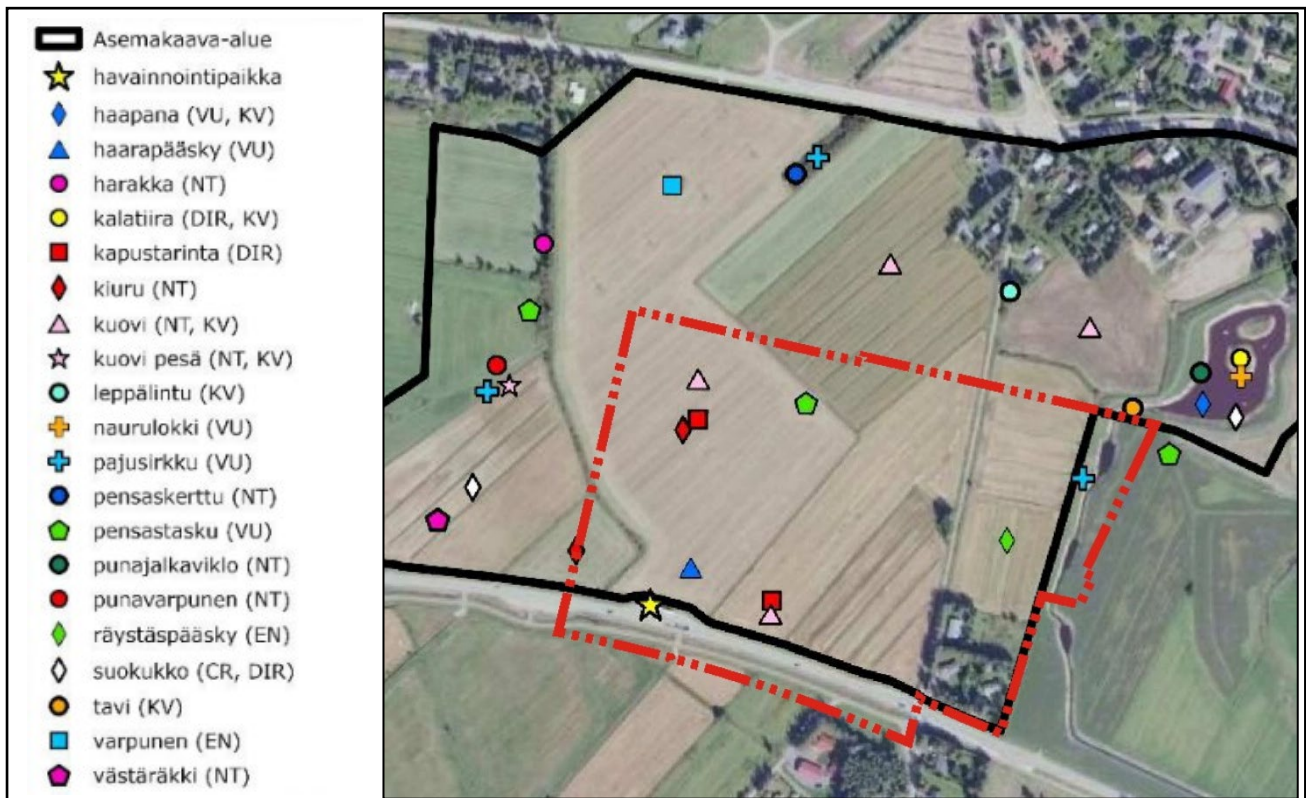 Asemakaava-alue
havainnointipaikka
haapana (VU, KV)
haarapääsky (VU)
harakka (NT)
kalatiira (DIR, KV)
kapustarinta (DIR)
kiuru (NT)
kuovi (NT, KV)
kuovi pesä (NT, KV)
leppälintu (KV)
naurulokki (VU)
pajusirkku (VU)
pensaskerttu (NT)
pensastasku (VU)
punajalkaviklo (NT)
punavarpunen (NT)
räystäspääsky (EN)
suokukko (CR, DIR)
tavi (KV)
varpunen (EN)
västäräkki (NT)